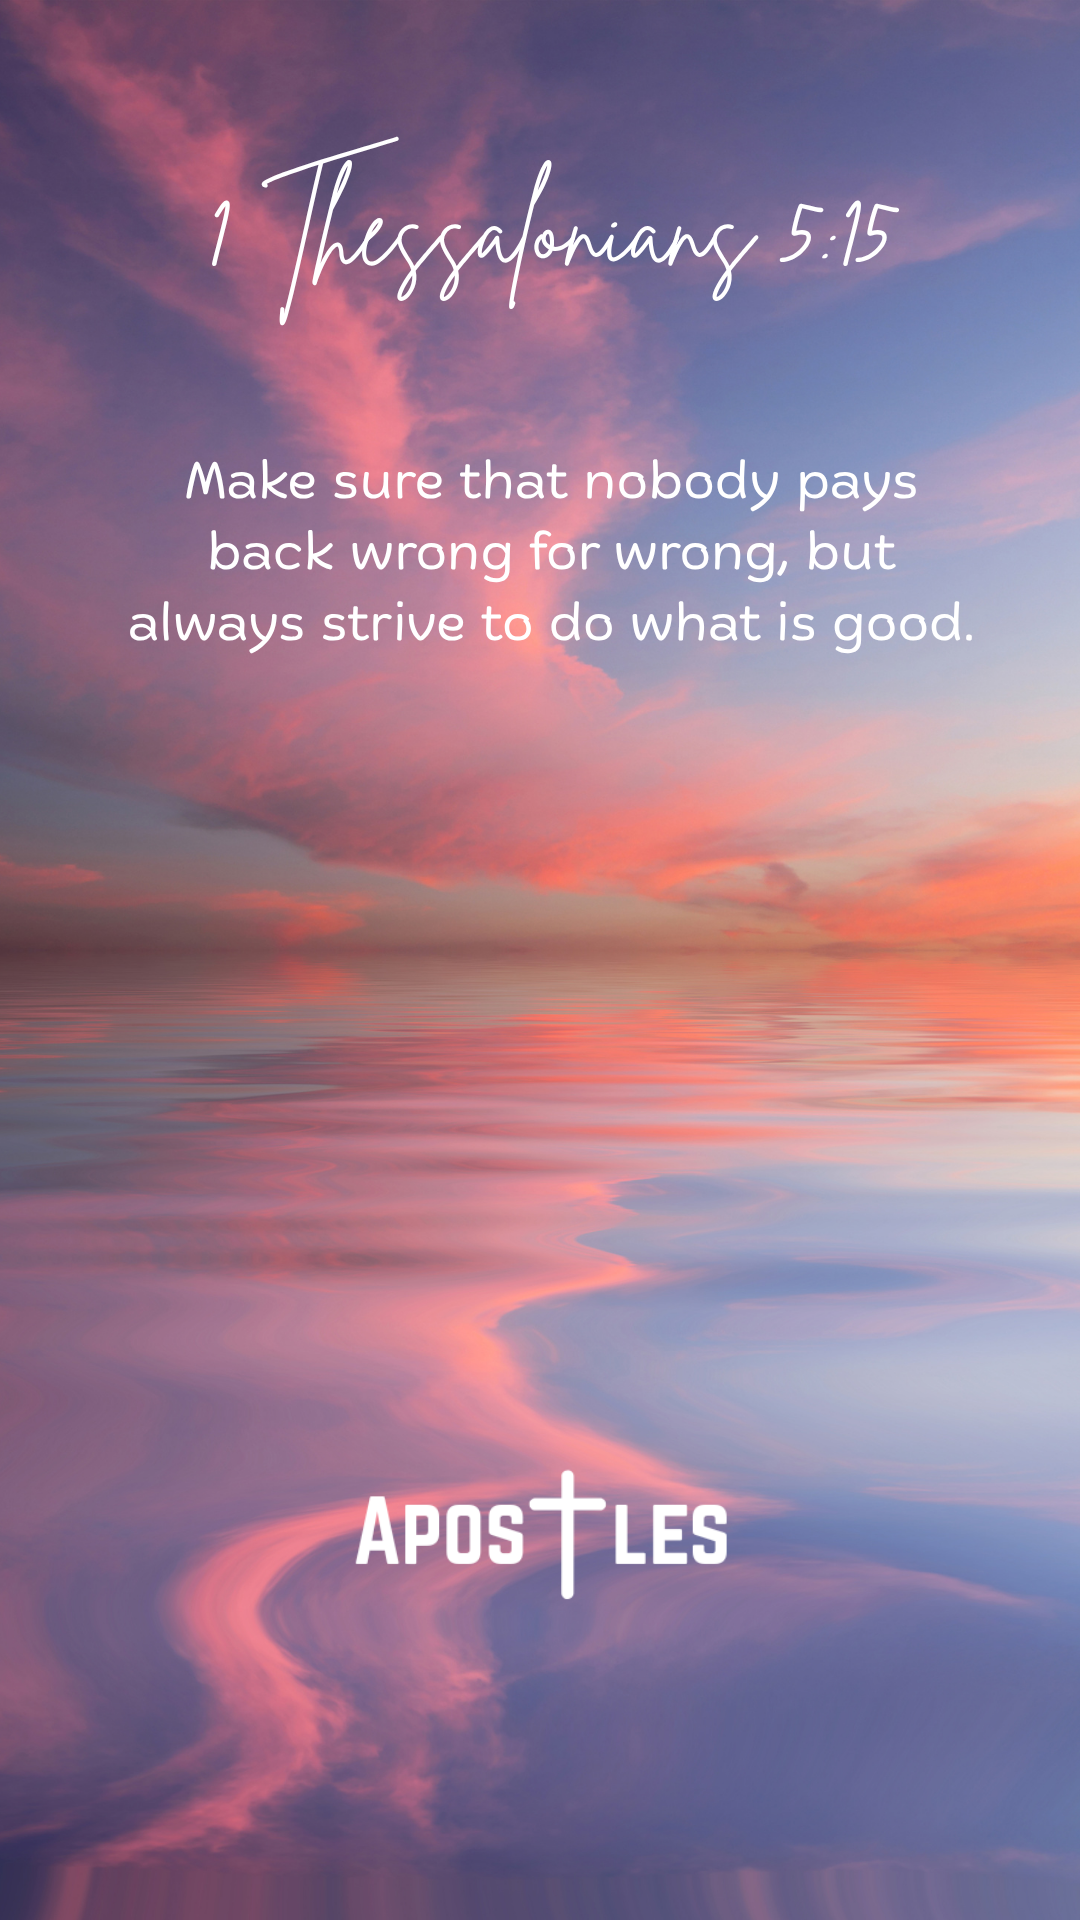 1 Thessalonians 5:15
Make sure that nobody pays
back wrong for wrong, but
always strive to do what is good.
APOSTLES